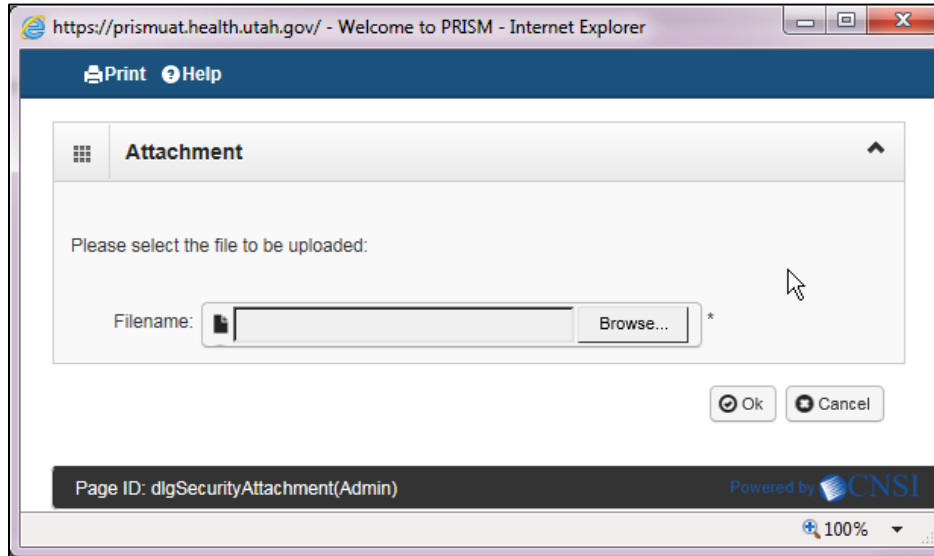 https://prismuat.health.utah.gov/ - Welcome to PRISM - Internet Explorer
Print Help
Attachment
Please select the file to be uploaded:
Filename: Browse... *
Ok Cancel
Page ID: dlgSecurityAttachment(Admin) Powered by CNSI
100%